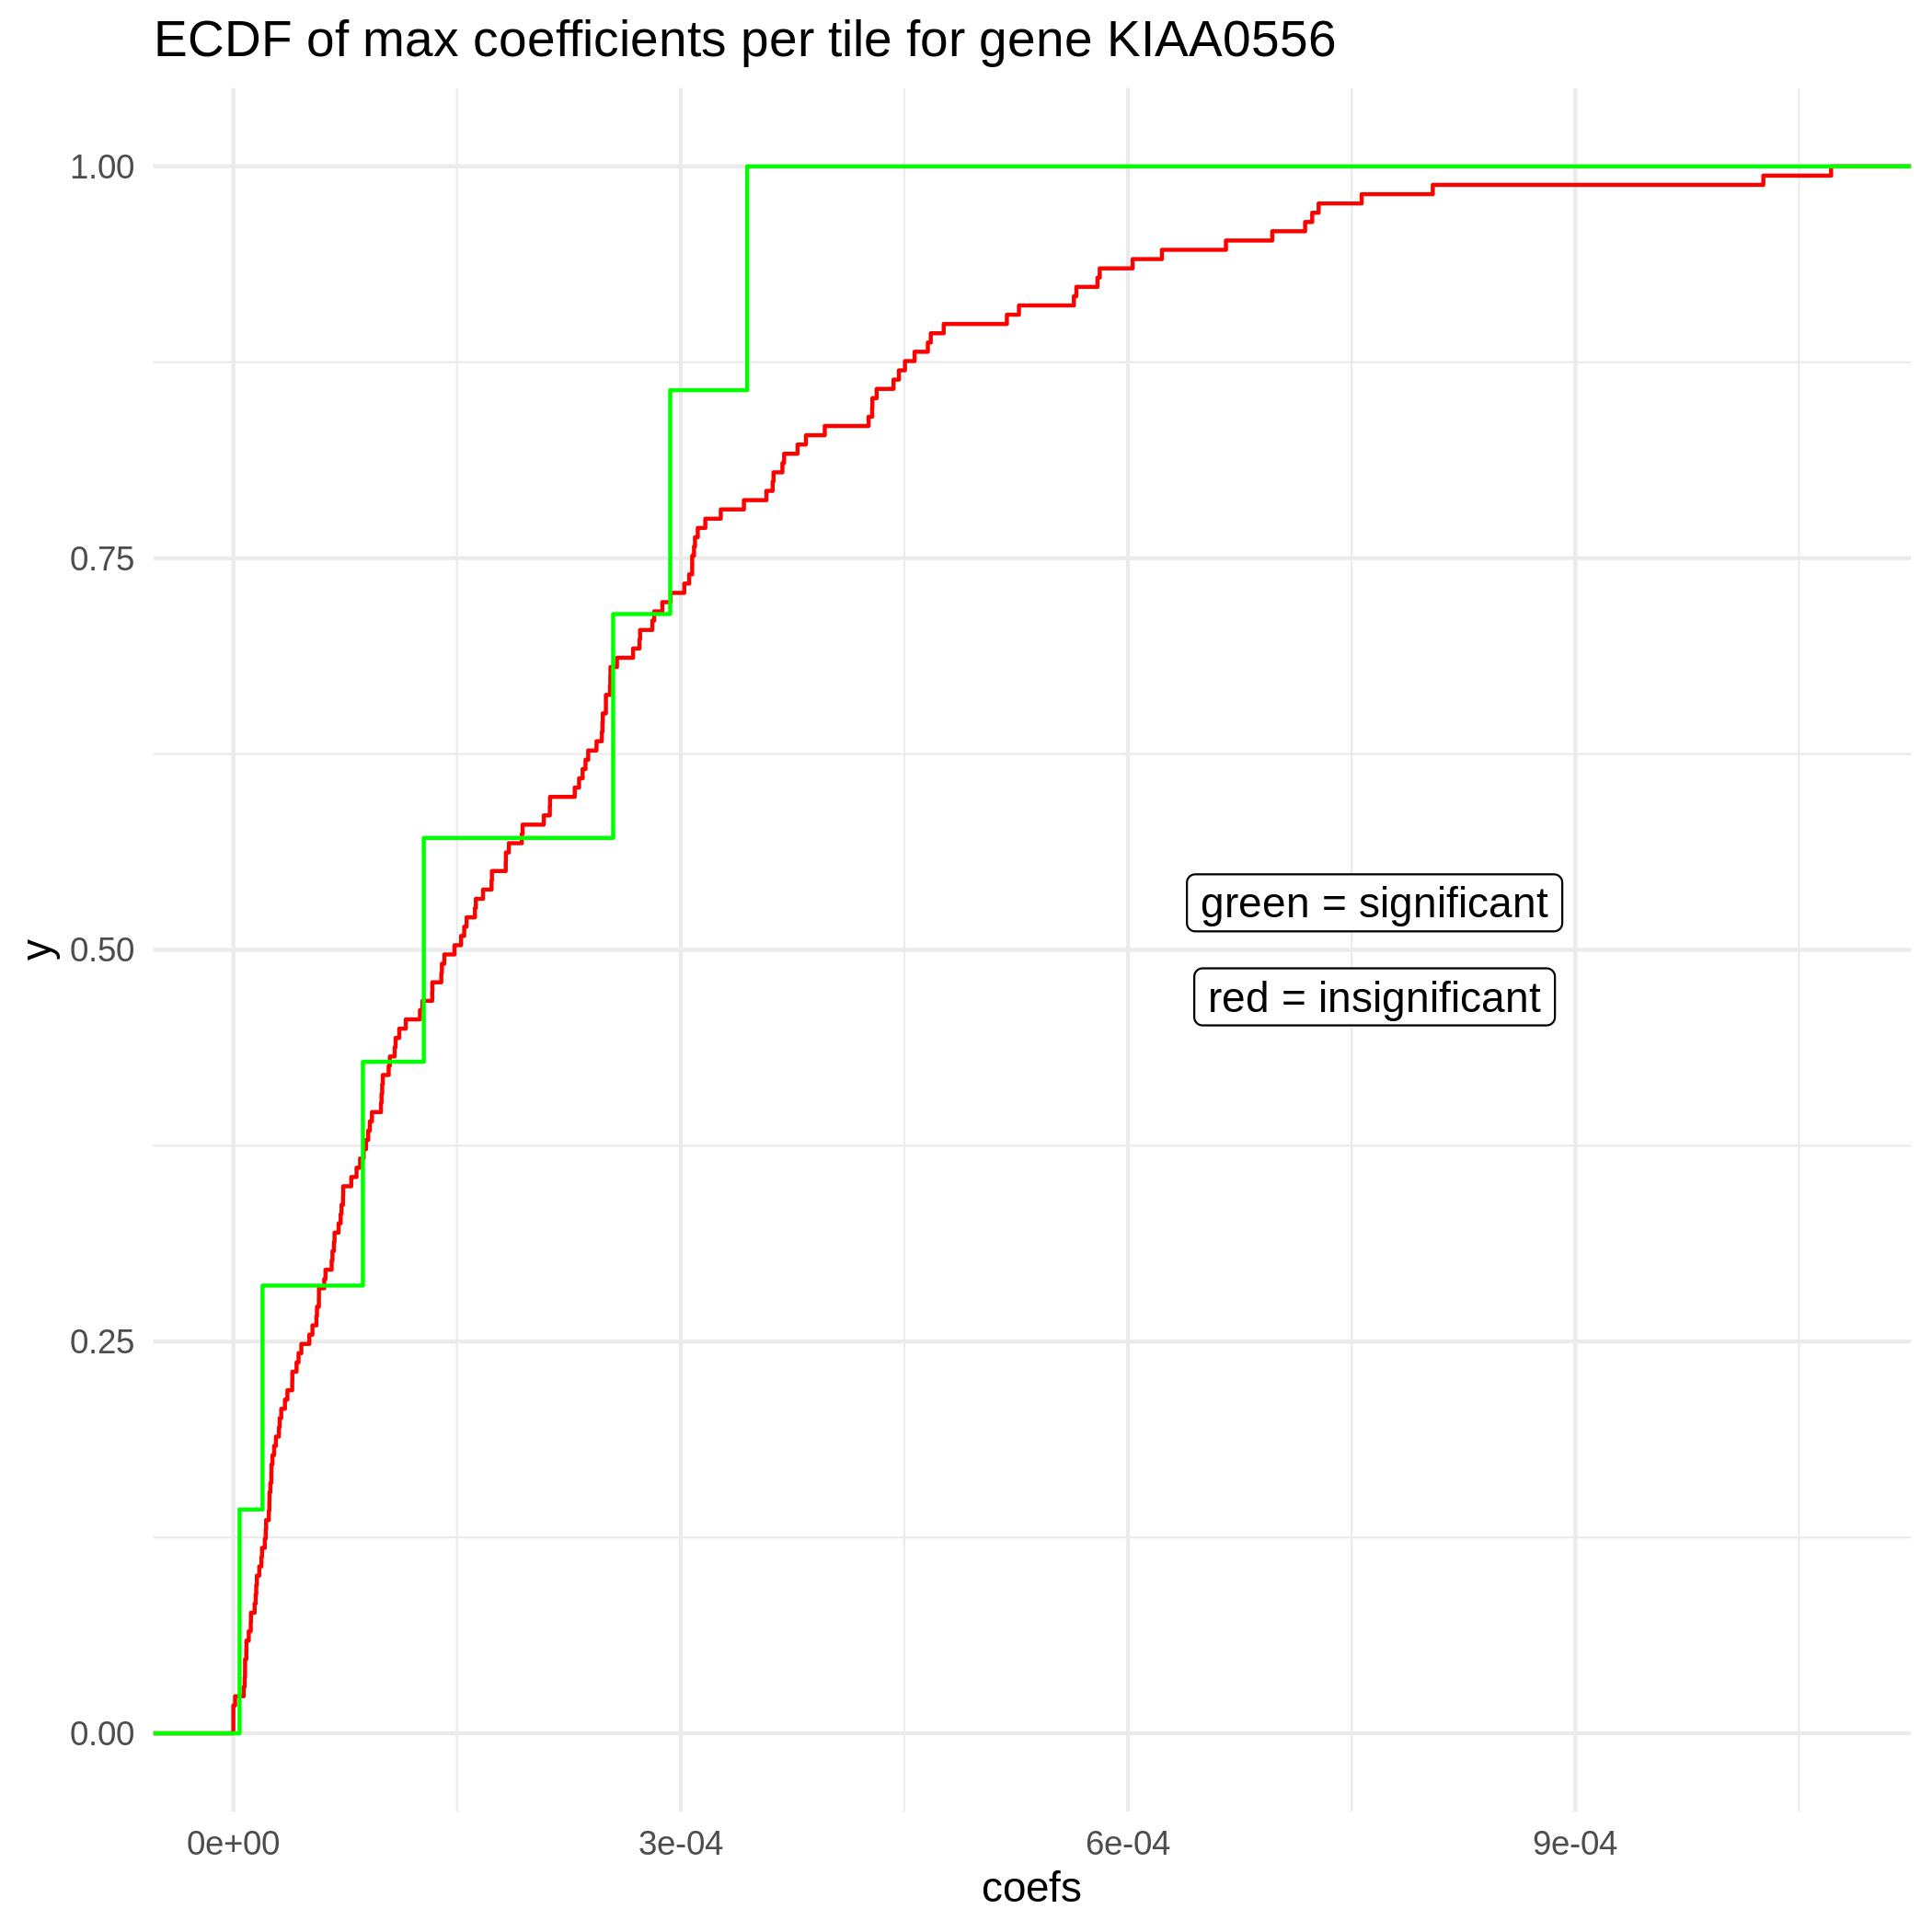 ECDF of max coefficients per tile for gene KIAA0556
1.00
0.75
0.50
0.25
0.00
y
green = significant
red = insignificant
0e+00 3e-04 6e-04 9e-04
coefs